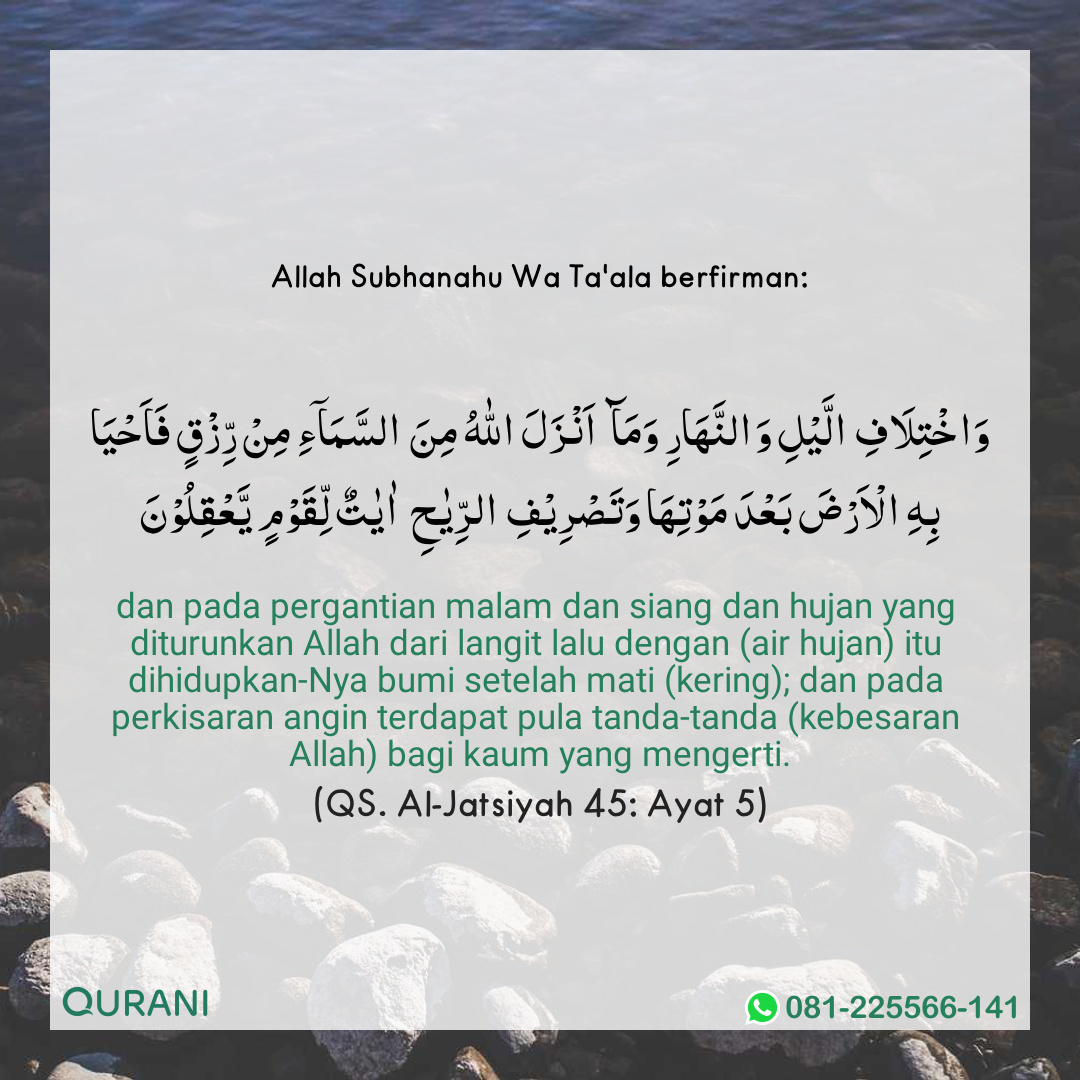 Allah Subhanahu Wa Ta'ala berfirman:
وَاخْتِلَافِ الَّيْلِ وَالنَّهَارِ وَمَآ اَنْزَلَ اللّٰهُ مِنَ السَّمَاۤءِ مِنْ رِّزْقٍ فَاَحْيَا
بِهِ الْاَرْضَ بَعْدَ مَوْتِهَا وَتَصْرِيْفِ الرِّيٰحِ اٰيٰتٌ لِّقَوْمٍ يَّعْقِلُوْنَ
dan pada pergantian malam dan siang dan hujan yang
diturunkan Allah dari langit lalu dengan (air hujan) itu
dihidupkan-Nya bumi setelah mati (kering); dan pada
perkisaran angin terdapat pula tanda-tanda (kebesaran
Allah) bagi kaum yang mengerti.
(QS. Al-Jatsiyah 45: Ayat 5)
QURANI
081-225566-141